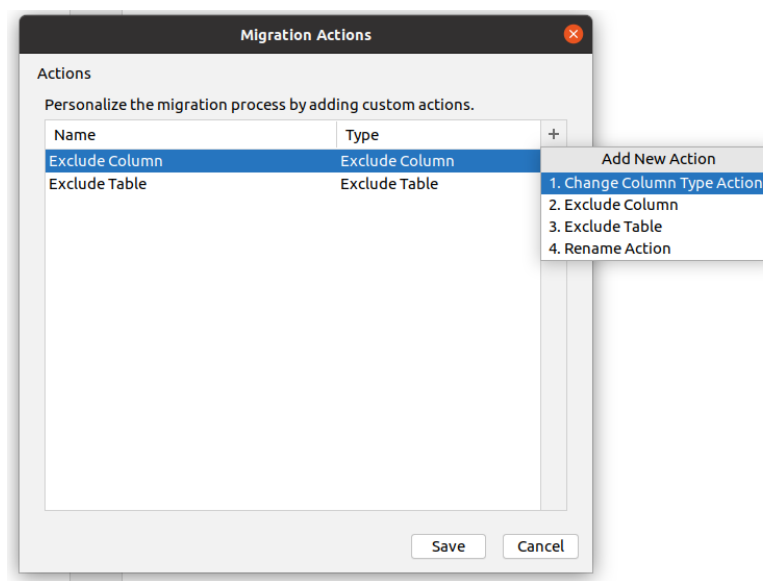 Migration Actions
Actions
Personalize the migration process by adding custom actions.
Name Type +
Exclude Column Exclude Column
Exclude Table Exclude Table
Add New Action
1. Change Column Type Action
2. Exclude Column
3. Exclude Table
4. Rename Action
Save Cancel